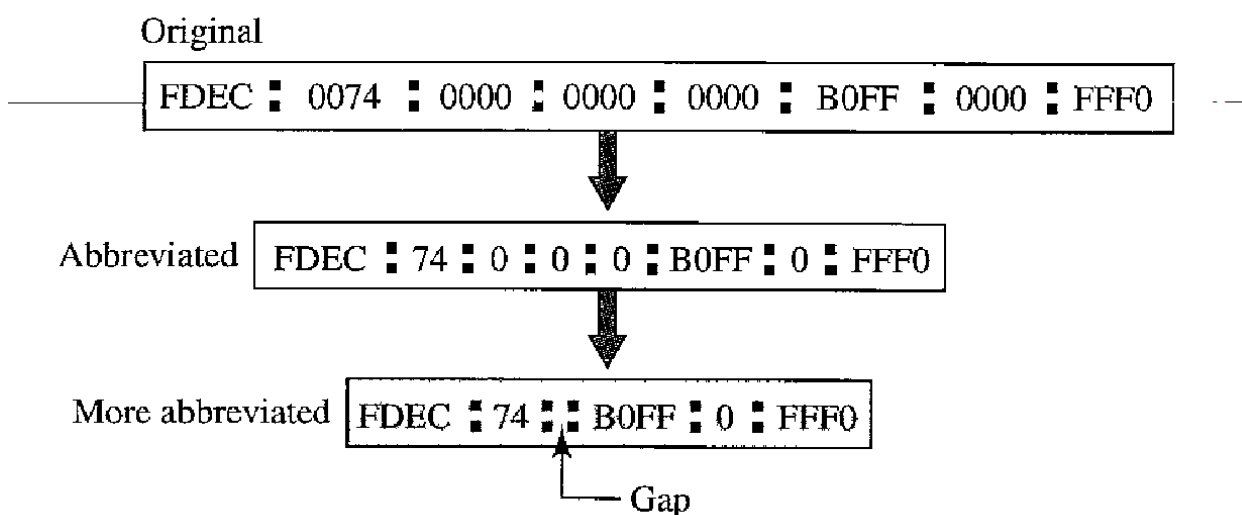 Original
FDEC : 0074 : 0000 : 0000 : 0000 : B0FF : 0000 : FFF0
Abbreviated
FDEC : 74 : 0 : 0 : 0 : B0FF : 0 : FFF0
More abbreviated
FDEC : 74 : : B0FF : 0 : FFF0
Gap